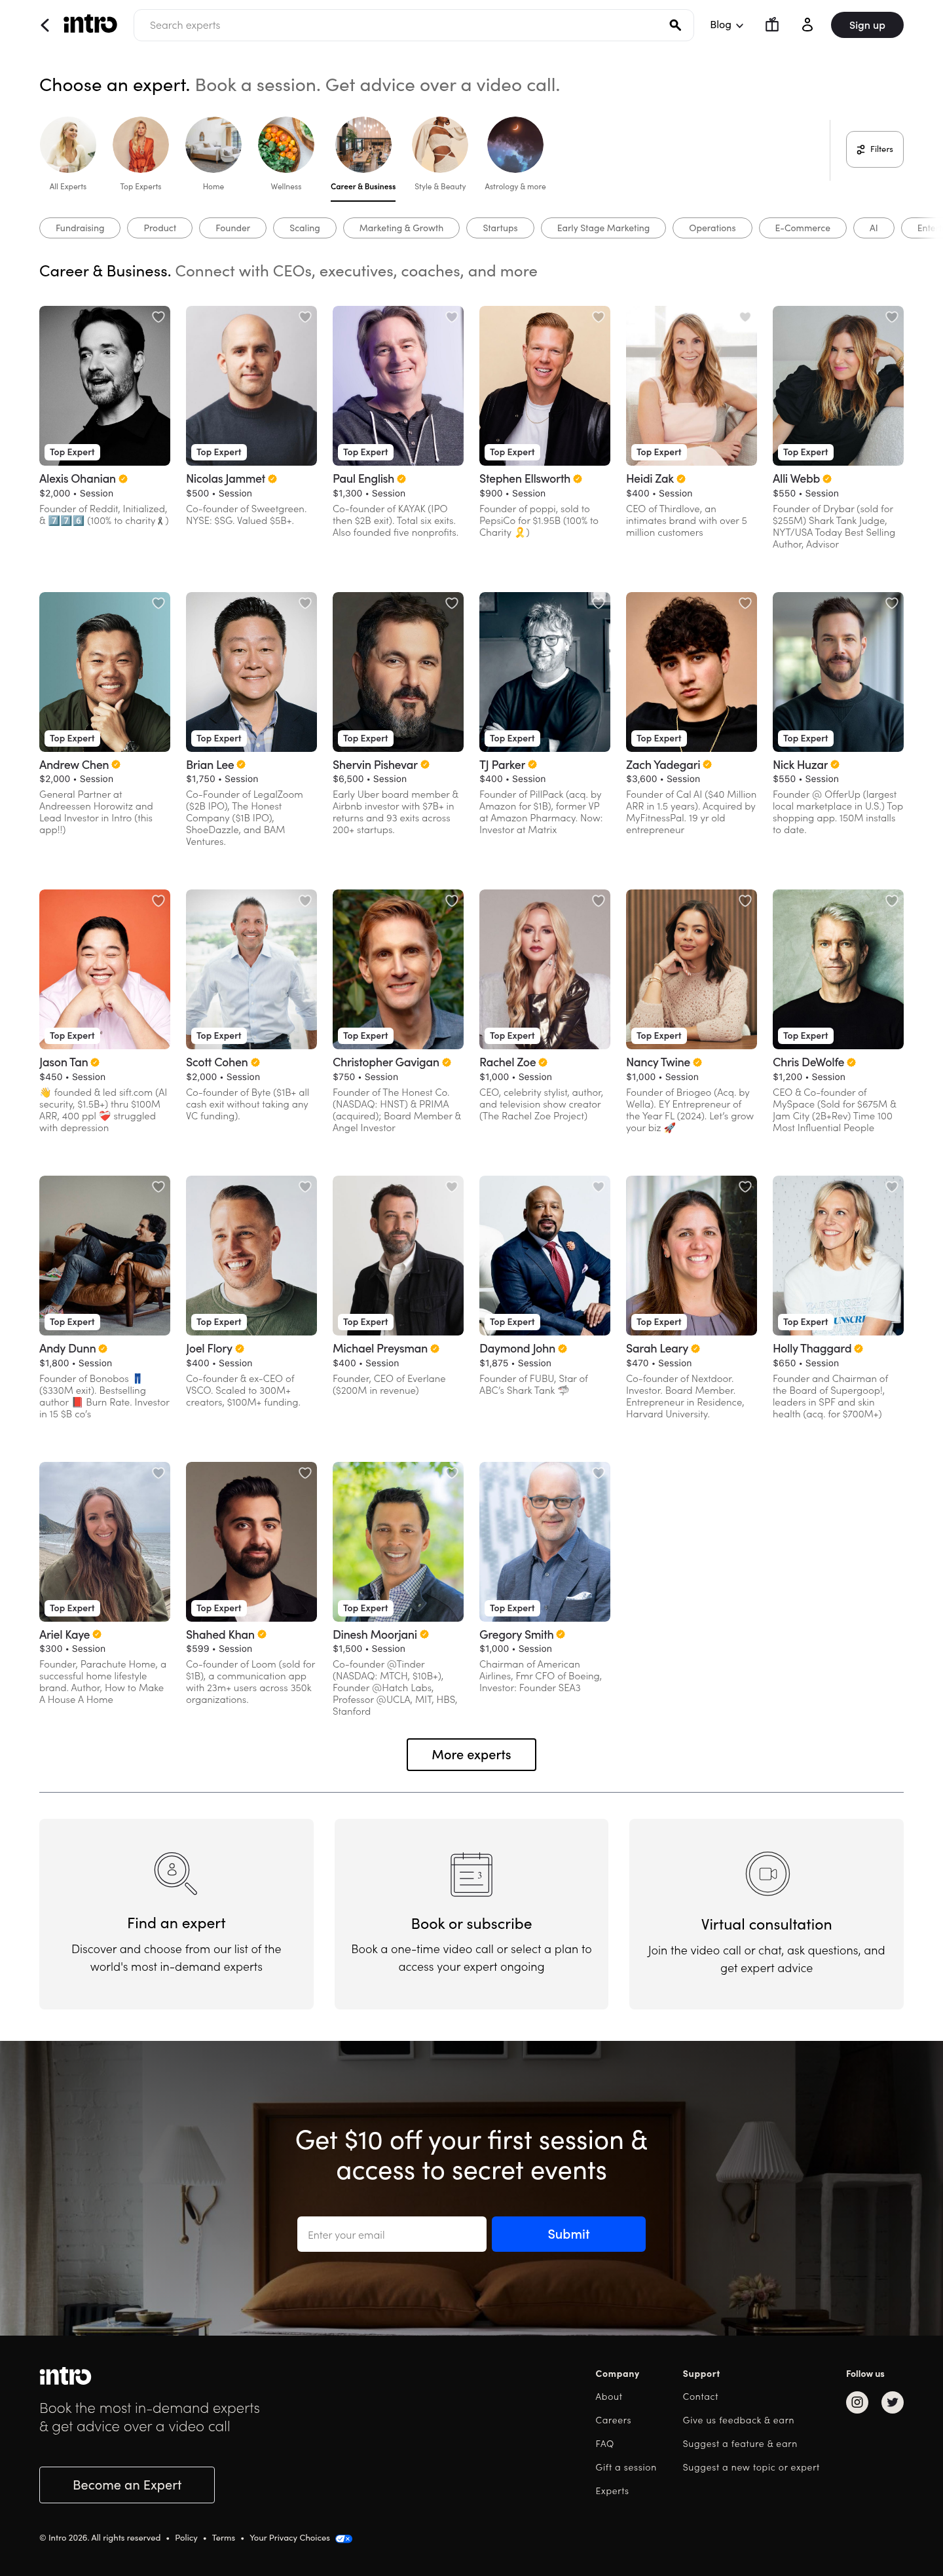 intro
Search experts
Blog
Sign up
Choose an expert. Book a session. Get advice over a video call.
All Experts
Top Experts
Home
Wellness
Career & Business
Style & Beauty
Astrology & more
Filters
Fundraising
Product
Founder
Scaling
Marketing & Growth
Startups
Early Stage Marketing
Operations
E-Commerce
AI
Career & Business. Connect with CEOs, executives, coaches, and more
Top Expert
Alexis Ohanian
$2,000 • Session
Founder of Reddit, Initialized,
& 7️⃣7️⃣6️⃣ (100% to charity🎗)
Top Expert
Nicolas Jammet
$500 • Session
Co-founder of Sweetgreen.
NYSE: $SG. Valued $5B+.
Top Expert
Paul English
$1,300 • Session
Co-founder of KAYAK (IPO
then $2B exit). Total six exits.
Also founded five nonprofits.
Top Expert
Stephen Ellsworth
$900 • Session
Founder of poppi, sold to
PepsiCo for $1.95B (100% to
Charity 🎗️)
Top Expert
Heidi Zak
$400 • Session
CEO of Thirdlove, an
intimates brand with over 5
million customers
Top Expert
Alli Webb
$550 • Session
Founder of Drybar (sold for
$255M) Shark Tank Judge,
NYT/USA Today Best Selling
Author, Advisor
Top Expert
Andrew Chen
$2,000 • Session
General Partner at
Andreessen Horowitz and
Lead Investor in Intro (this
app!!)
Top Expert
Brian Lee
$1,750 • Session
Co-Founder of LegalZoom
($2B IPO), The Honest
Company ($1B IPO),
ShoeDazzle, and BAM
Ventures.
Top Expert
Shervin Pishevar
$6,500 • Session
Early Uber board member &
Airbnb investor with $7B+ in
returns and 93 exits across
200+ startups.
Top Expert
TJ Parker
$400 • Session
Founder of PillPack (acq. by
Amazon for $1B), former VP
at Amazon Pharmacy. Now:
Investor at Matrix
Top Expert
Zach Yadegari
$3,600 • Session
Founder of Cal AI ($40 Million
ARR in 1.5 years). Acquired by
MyFitnessPal. 19 yr old
entrepreneur
Top Expert
Nick Huzar
$550 • Session
Founder @ OfferUp (largest
local marketplace in U.S.) Top
shopping app. 150M installs
to date.
Top Expert
Jason Tan
$450 • Session
👋 founded & led sift.com (AI
security, $1.5B+) thru $100M
ARR, 400 ppl ❤️‍🩹 struggled
with depression
Top Expert
Scott Cohen
$2,000 • Session
Co-founder of Byte ($1B+ all
cash exit without taking any
VC funding).
Top Expert
Christopher Gavigan
$750 • Session
Founder of The Honest Co.
(NASDAQ: HNST) & PRIMA
(acquired); Board Member &
Angel Investor
Top Expert
Rachel Zoe
$1,000 • Session
CEO, celebrity stylist, author,
and television show creator
(The Rachel Zoe Project)
Top Expert
Nancy Twine
$1,000 • Session
Founder of Briogeo (Acq. by
Wella). EY Entrepreneur of
the Year FL (2024). Let's grow
your biz 🚀
Top Expert
Chris DeWolfe
$1,200 • Session
CEO & Co-founder of
MySpace (Sold for $675M &
Jam City (2B+Rev) Time 100
Most Influential People
Top Expert
Andy Dunn
$1,800 • Session
Founder of Bonobos 👖
($330M exit). Bestselling
author 📕 Burn Rate. Investor
in 15 $B co's
Top Expert
Joel Flory
$400 • Session
Co-founder & ex-CEO of
VSCO. Scaled to 300M+
creators, $100M+ funding.
Top Expert
Michael Preysman
$400 • Session
Founder, CEO of Everlane
($200M in revenue)
Top Expert
Daymond John
$1,875 • Session
Founder of FUBU, Star of
ABC's Shark Tank 🦈
Top Expert
Sarah Leary
$470 • Session
Co-founder of Nextdoor.
Investor. Board Member.
Entrepreneur in Residence,
Harvard University.
Top Expert
Holly Thaggard
$650 • Session
Founder and Chairman of
the Board of Supergoop!,
leaders in SPF and skin
health (acq. for $700M+)
Top Expert
Ariel Kaye
$300 • Session
Founder, Parachute Home, a
successful home lifestyle
brand. Author, How to Make
A House A Home
Top Expert
Shahed Khan
$599 • Session
Co-founder of Loom (sold for
$1B), a communication app
with 23m+ users across 350k
organizations.
Top Expert
Dinesh Moorjani
$1,500 • Session
Co-founder @Tinder
(NASDAQ: MTCH, $10B+),
Founder @Hatch Labs,
Professor @UCLA, MIT, HBS,
Stanford
Top Expert
Gregory Smith
$1,000 • Session
Chairman of American
Airlines, Fmr CFO of Boeing,
Investor: Founder SEA3
More experts
Find an expert
Discover and choose from our list of the
world's most in-demand experts
3
Book or subscribe
Book a one-time video call or select a plan to
access your expert ongoing
Virtual consultation
Join the video call or chat, ask questions, and
get expert advice
Get $10 off your first session &
access to secret events
Enter your email
Submit
intro
Book the most in-demand experts
& get advice over a video call
Become an Expert
Company
About
Careers
FAQ
Gift a session
Experts
Support
Contact
Give us feedback & earn
Suggest a feature & earn
Suggest a new topic or expert
Follow us
© Intro 2026. All rights reserved • Policy • Terms • Your Privacy Choices